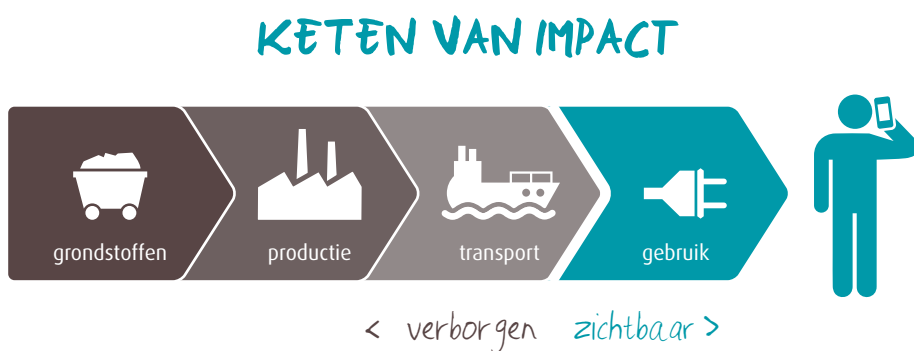 KETEN VAN IMPACT
grondstoffen productie transport gebruik
< verborgen zichtbaar >